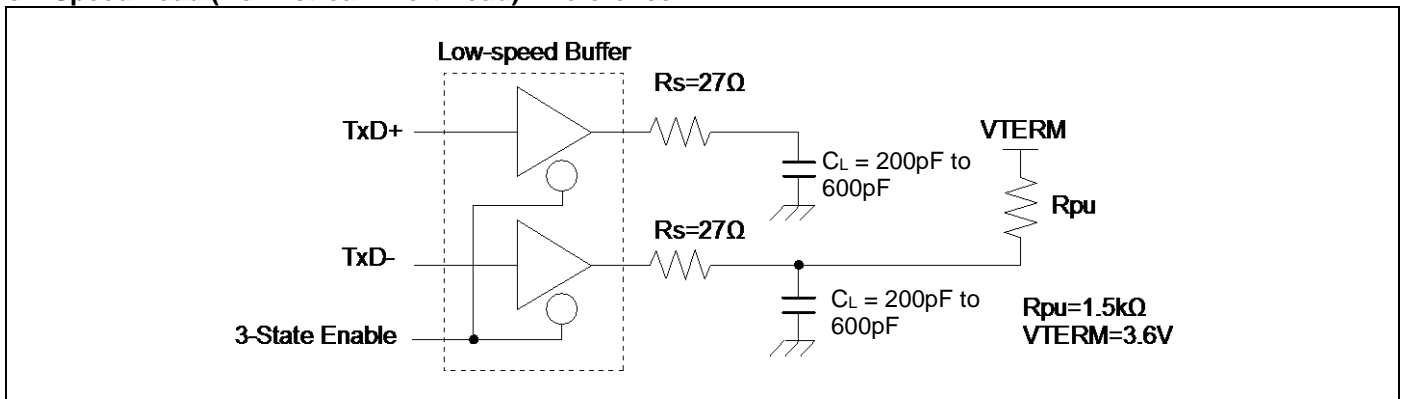 Low-speed Buffer
Rs=27Ω
TxD+
VTERM
CL = 200pF to
600pF
Rpu
Rs=27Ω
TxD-
CL = 200pF to
600pF
Rpu=1.5kΩ
VTERM=3.6V
3-State Enable